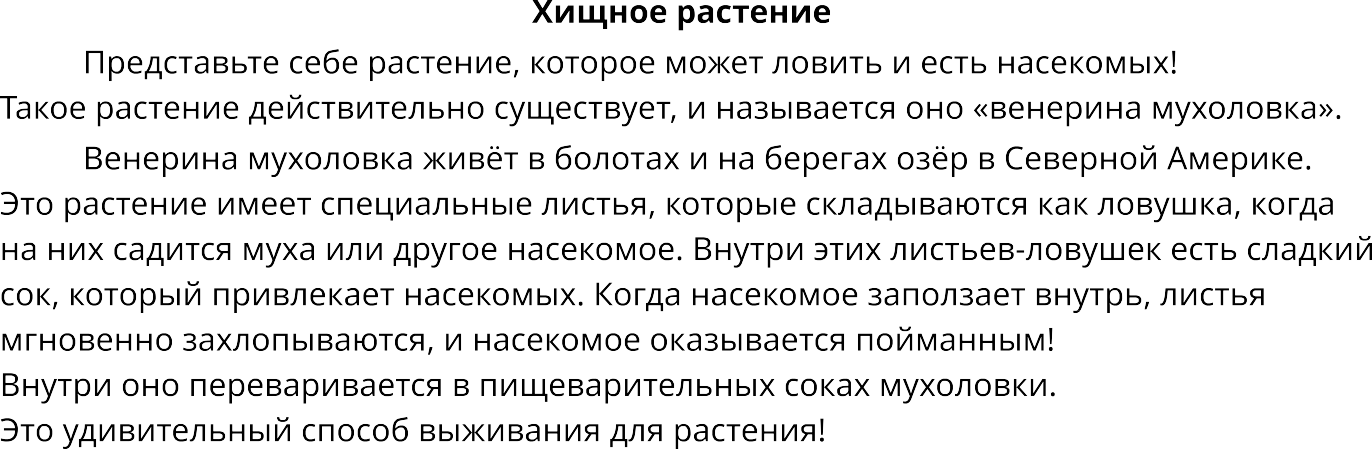 Хищное растение
Представьте себе растение, которое может ловить и есть насекомых!
Такое растение действительно существует, и называется оно «венерина мухоловка».
Венерина мухоловка живёт в болотах и на берегах озёр в Северной Америке.
Это растение имеет специальные листья, которые складываются как ловушка, когда
на них садится муха или другое насекомое. Внутри этих листьев-ловушек есть сладкий
сок, который привлекает насекомых. Когда насекомое заползает внутрь, листья
мгновенно захлопываются, и насекомое оказывается пойманным!
Внутри оно переваривается в пищеварительных соках мухоловки.
Это удивительный способ выживания для растения!